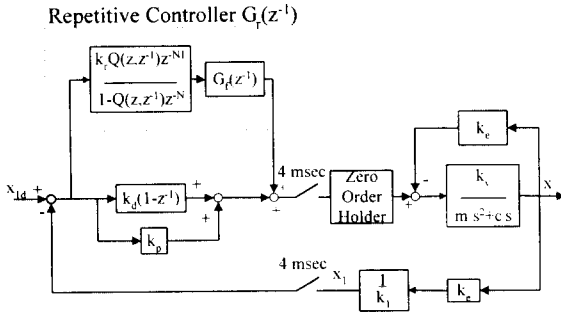 Repetitive Controller G_r(z^-1)
k_rQ(z,z^-1)z^-N1
1-Q(z,z^-1)z^-N
G_f(z^-1)
k_e
4 msec
Zero
Order
Holder
-
k_v
m s^2+c s
x
x_1d
+
-
k_d(1-z^-1)
+
+
+
+
+
k_p
4 msec
x_1
1
k_1
k_e